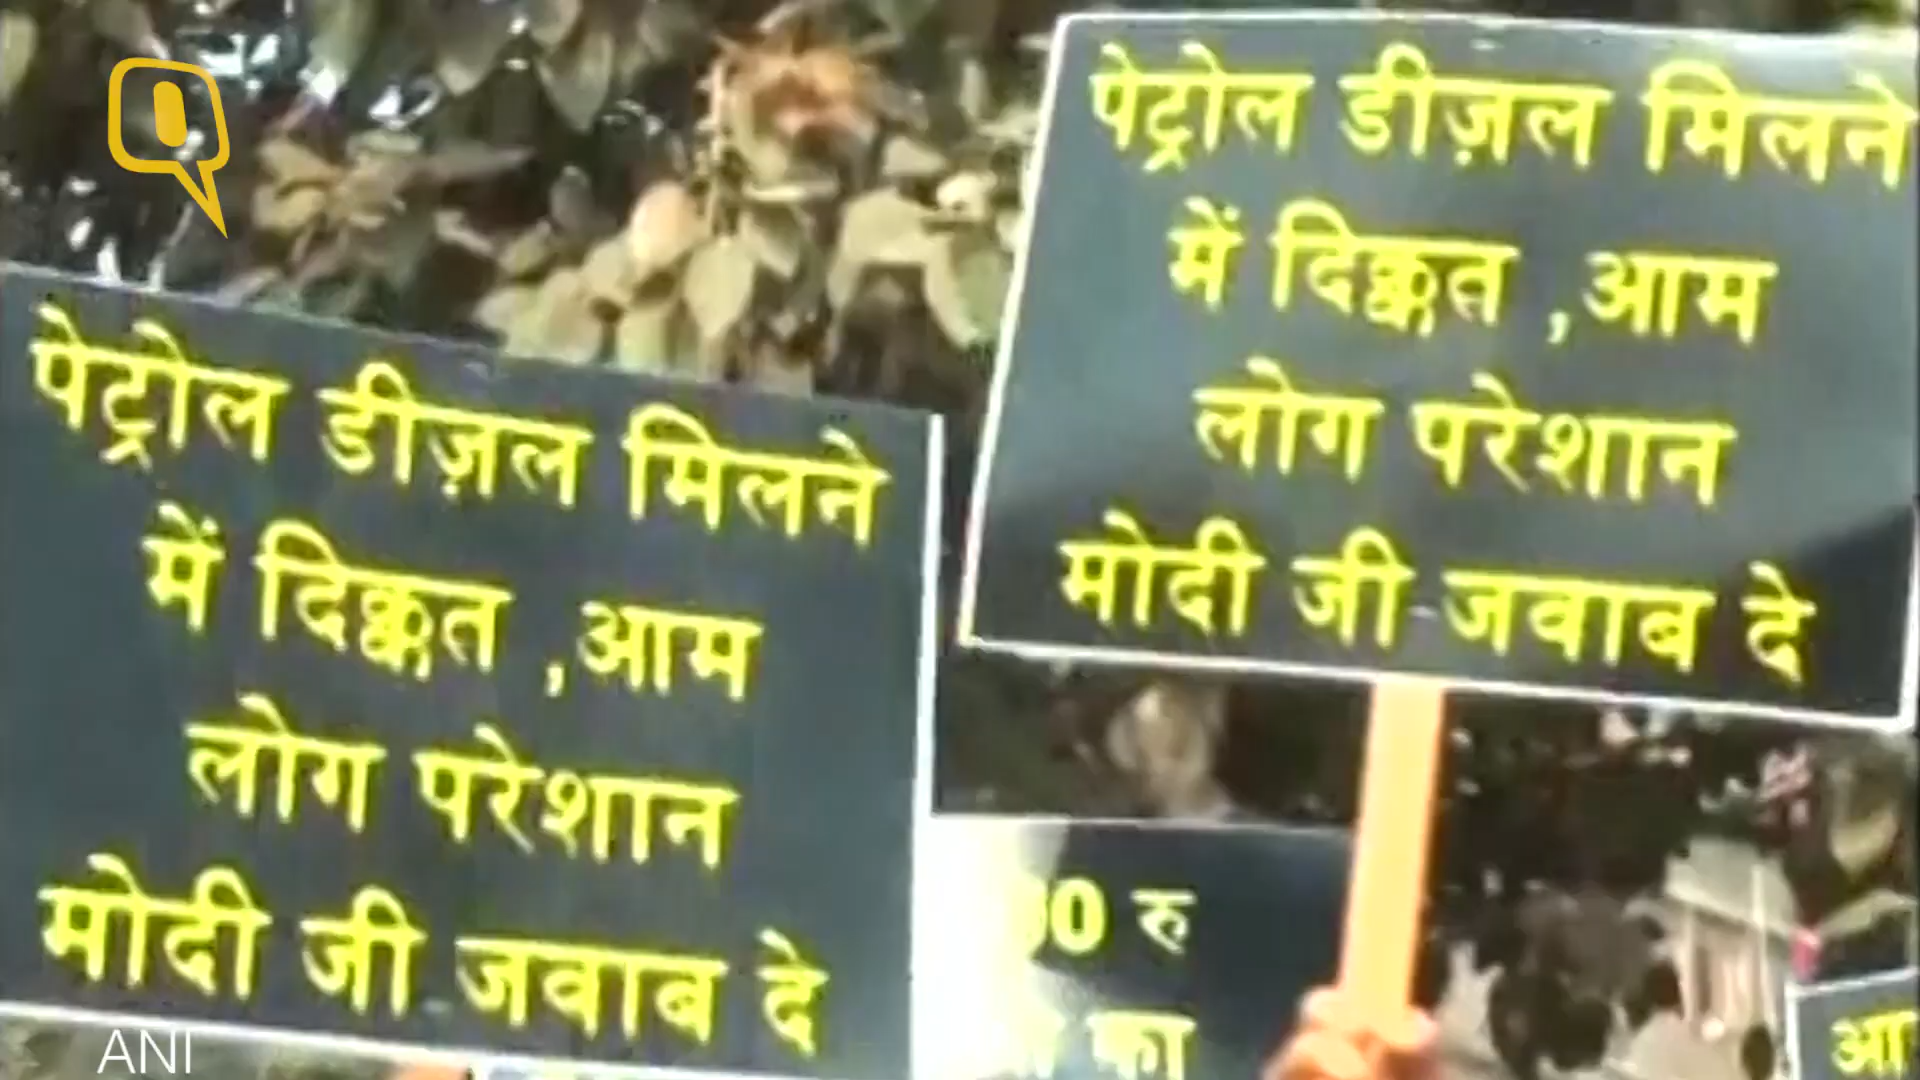 पेट्रोल डीज़ल मिलने
में दिक्कत ,आम
लोग परेशान
मोदी जी जवाब दे
पेट्रोल डीज़ल मिलने
में दिक्कत ,आम
लोग परेशान
मोदी जी जवाब दे
रु
का
ANI